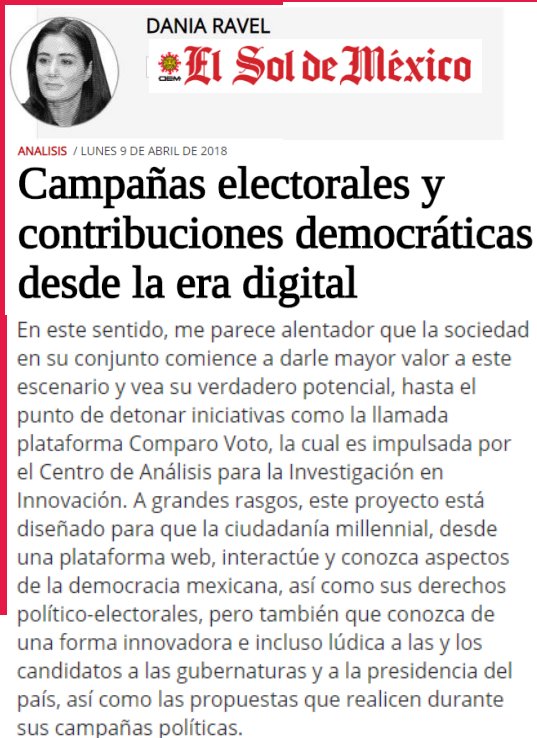 DANIA RAVEL
OEM El Sol de México
ANALISIS / LUNES 9 DE ABRIL DE 2018
Campañas electorales y
contribuciones democráticas
desde la era digital
En este sentido, me parece alentador que la sociedad
en su conjunto comience a darle mayor valor a este
escenario y vea su verdadero potencial, hasta el
punto de detonar iniciativas como la llamada
plataforma Comparo Voto, la cual es impulsada por
el Centro de Análisis para la Investigación en
Innovación. A grandes rasgos, este proyecto está
diseñado para que la ciudadanía millennial, desde
una plataforma web, interactúe y conozca aspectos
de la democracia mexicana, así como sus derechos
político-electorales, pero también que conozca de
una forma innovadora e incluso lúdica a las y los
candidatos a las gubernaturas y a la presidencia del
país, así como las propuestas que realicen durante
sus campañas políticas.